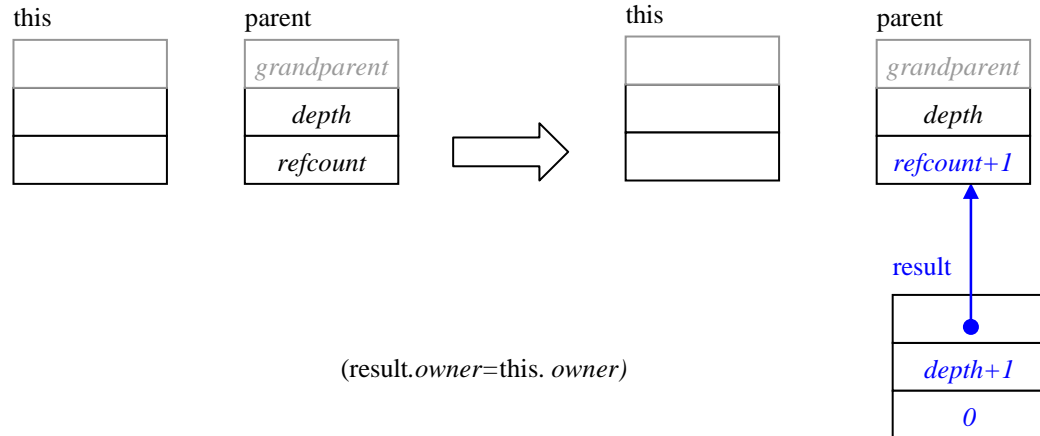 this parent this parent
grandparent grandparent
depth depth
refcount refcount+1
result
(result.owner=this. owner)
depth+1
0